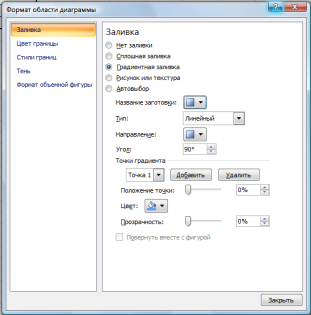 Формат области диаграммы
Заливка
Цвет границы
Стили границ
Тень
Формат объемной фигуры
Заливка
Нет заливки
Сплошная заливка
Градиентная заливка
Рисунок или текстура
Автовыбор
Название заготовки:
Тип: Линейный
Направление:
Угол: 90°
Точки градиента
Точка 1 Добавить Удалить
Положение точки: 0%
Цвет:
Прозрачность: 0%
Повернуть вместе с фигурой
Закрыть